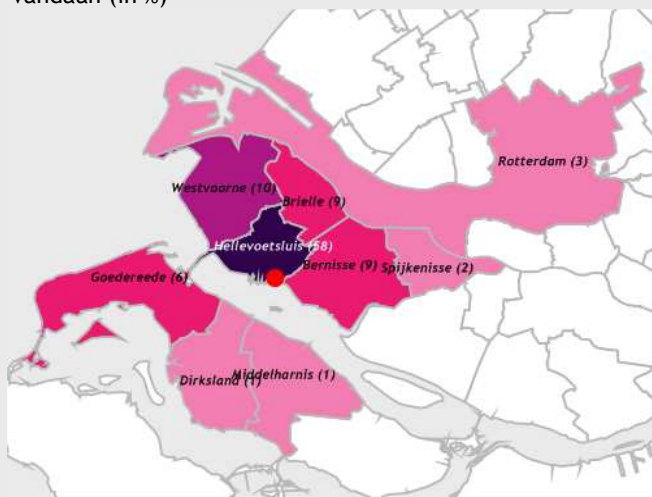 vandaan (in %)
Rotterdam (3)
Westvoorne (10)
Brielle (9)
Hellevoetsluis (58)
Bernisse (9)
Spijkenisse (2)
Goedereede (6)
Middelharnis (1)
Dirksland (1)